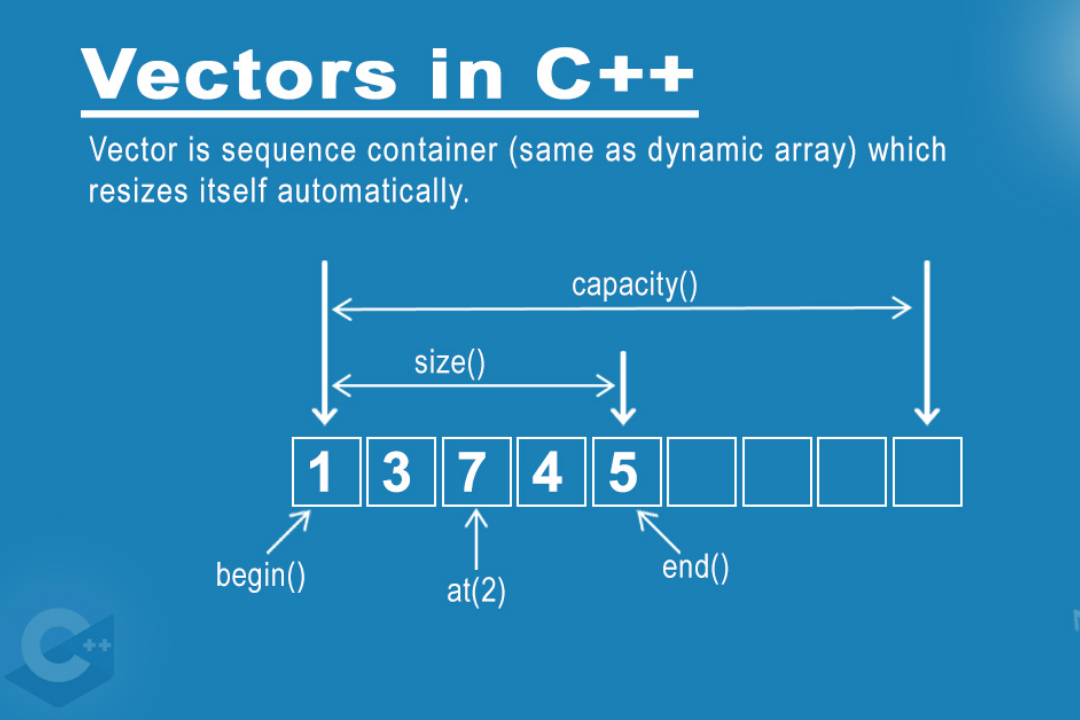 Vectors in C++
Vector is sequence container (same as dynamic array) which
resizes itself automatically.
capacity()
size()
1 3 7 4 5
begin()
at(2)
end()
C++